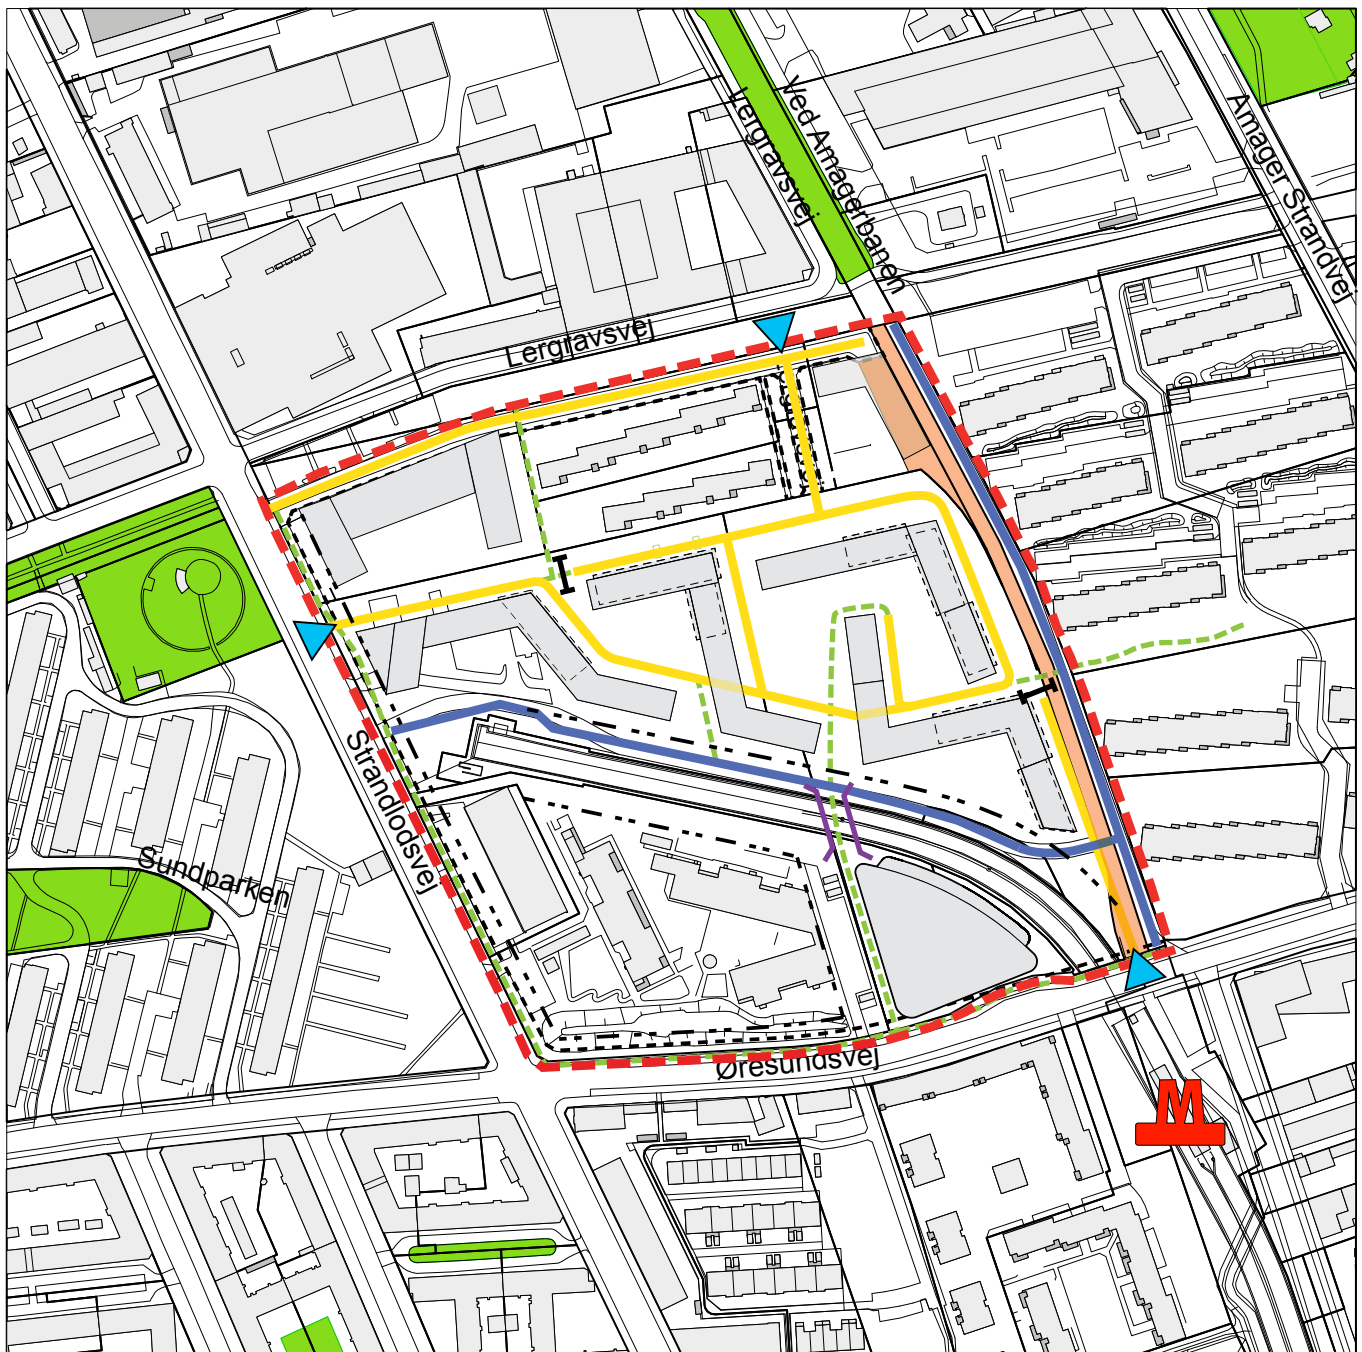 Ved Amagerbanen
Lergravsvej
Amager Strandvej
Lergravsvej
Strandlodsvej
Sundparken
Øresundsvej
M